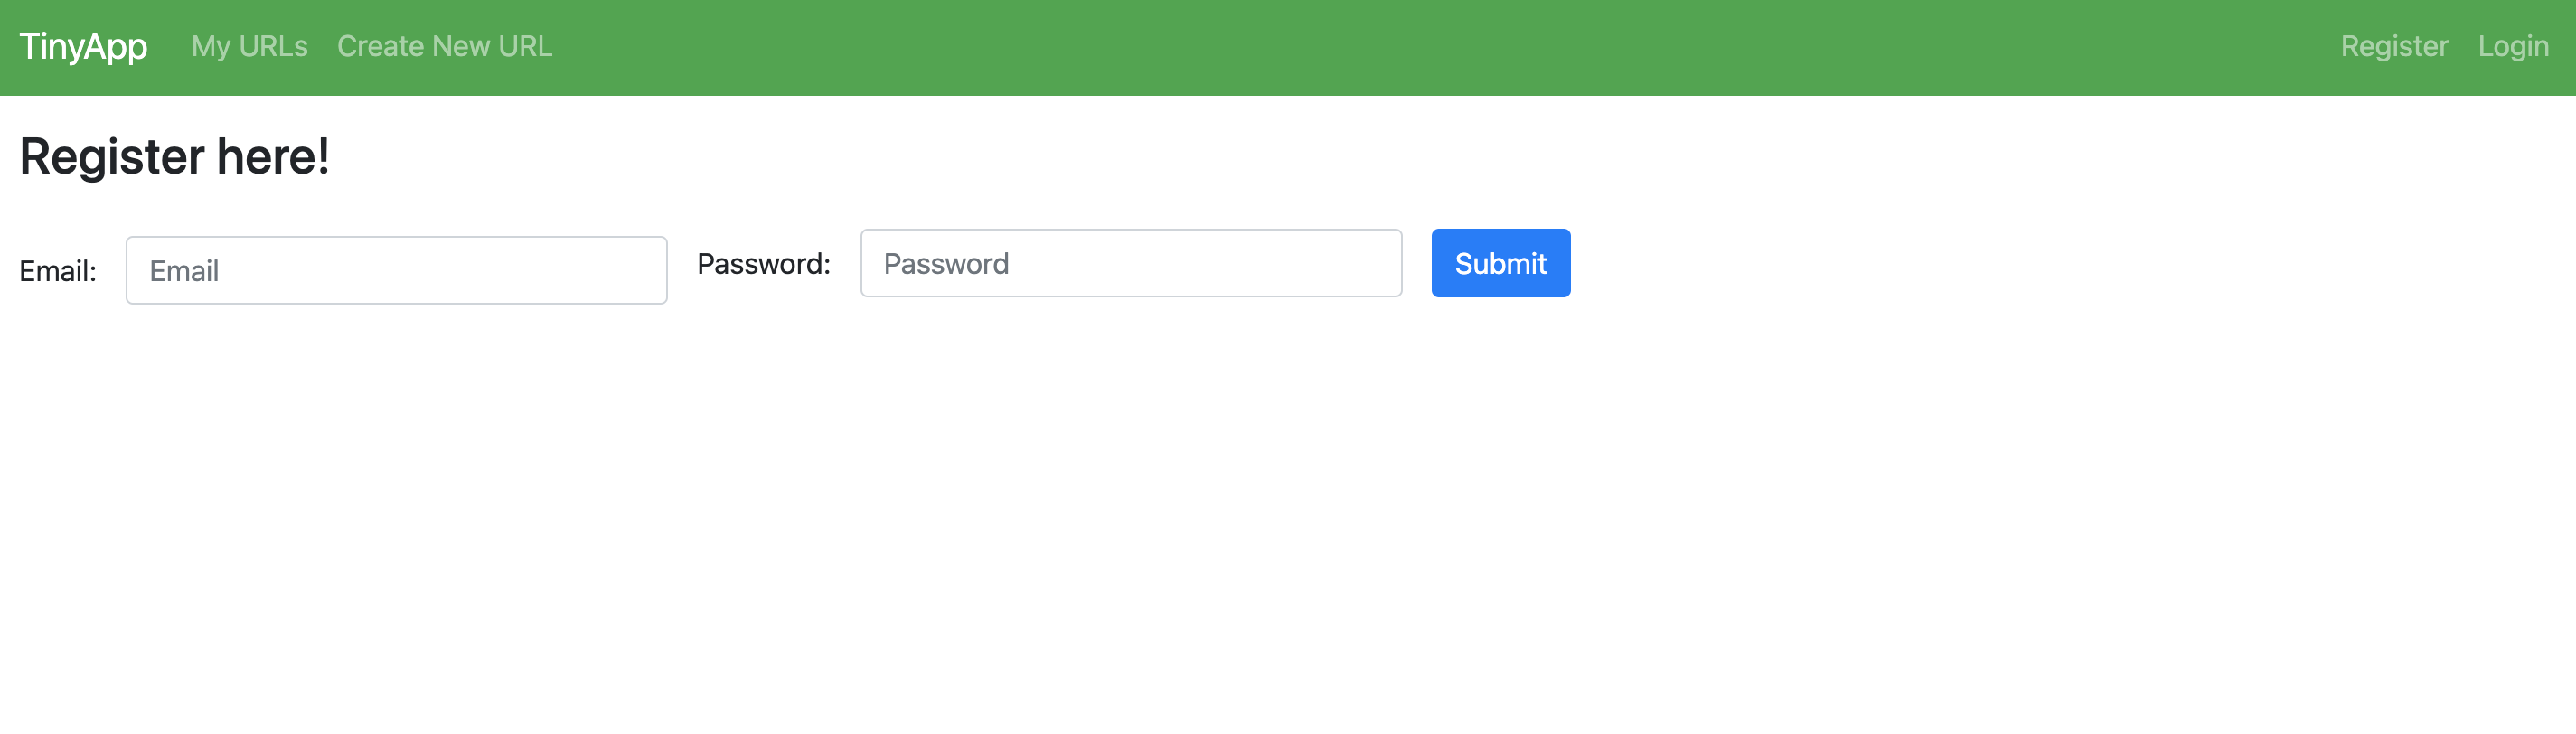 TinyApp My URLs Create New URL Register Login
Register here!
Email: Email Password: Password Submit